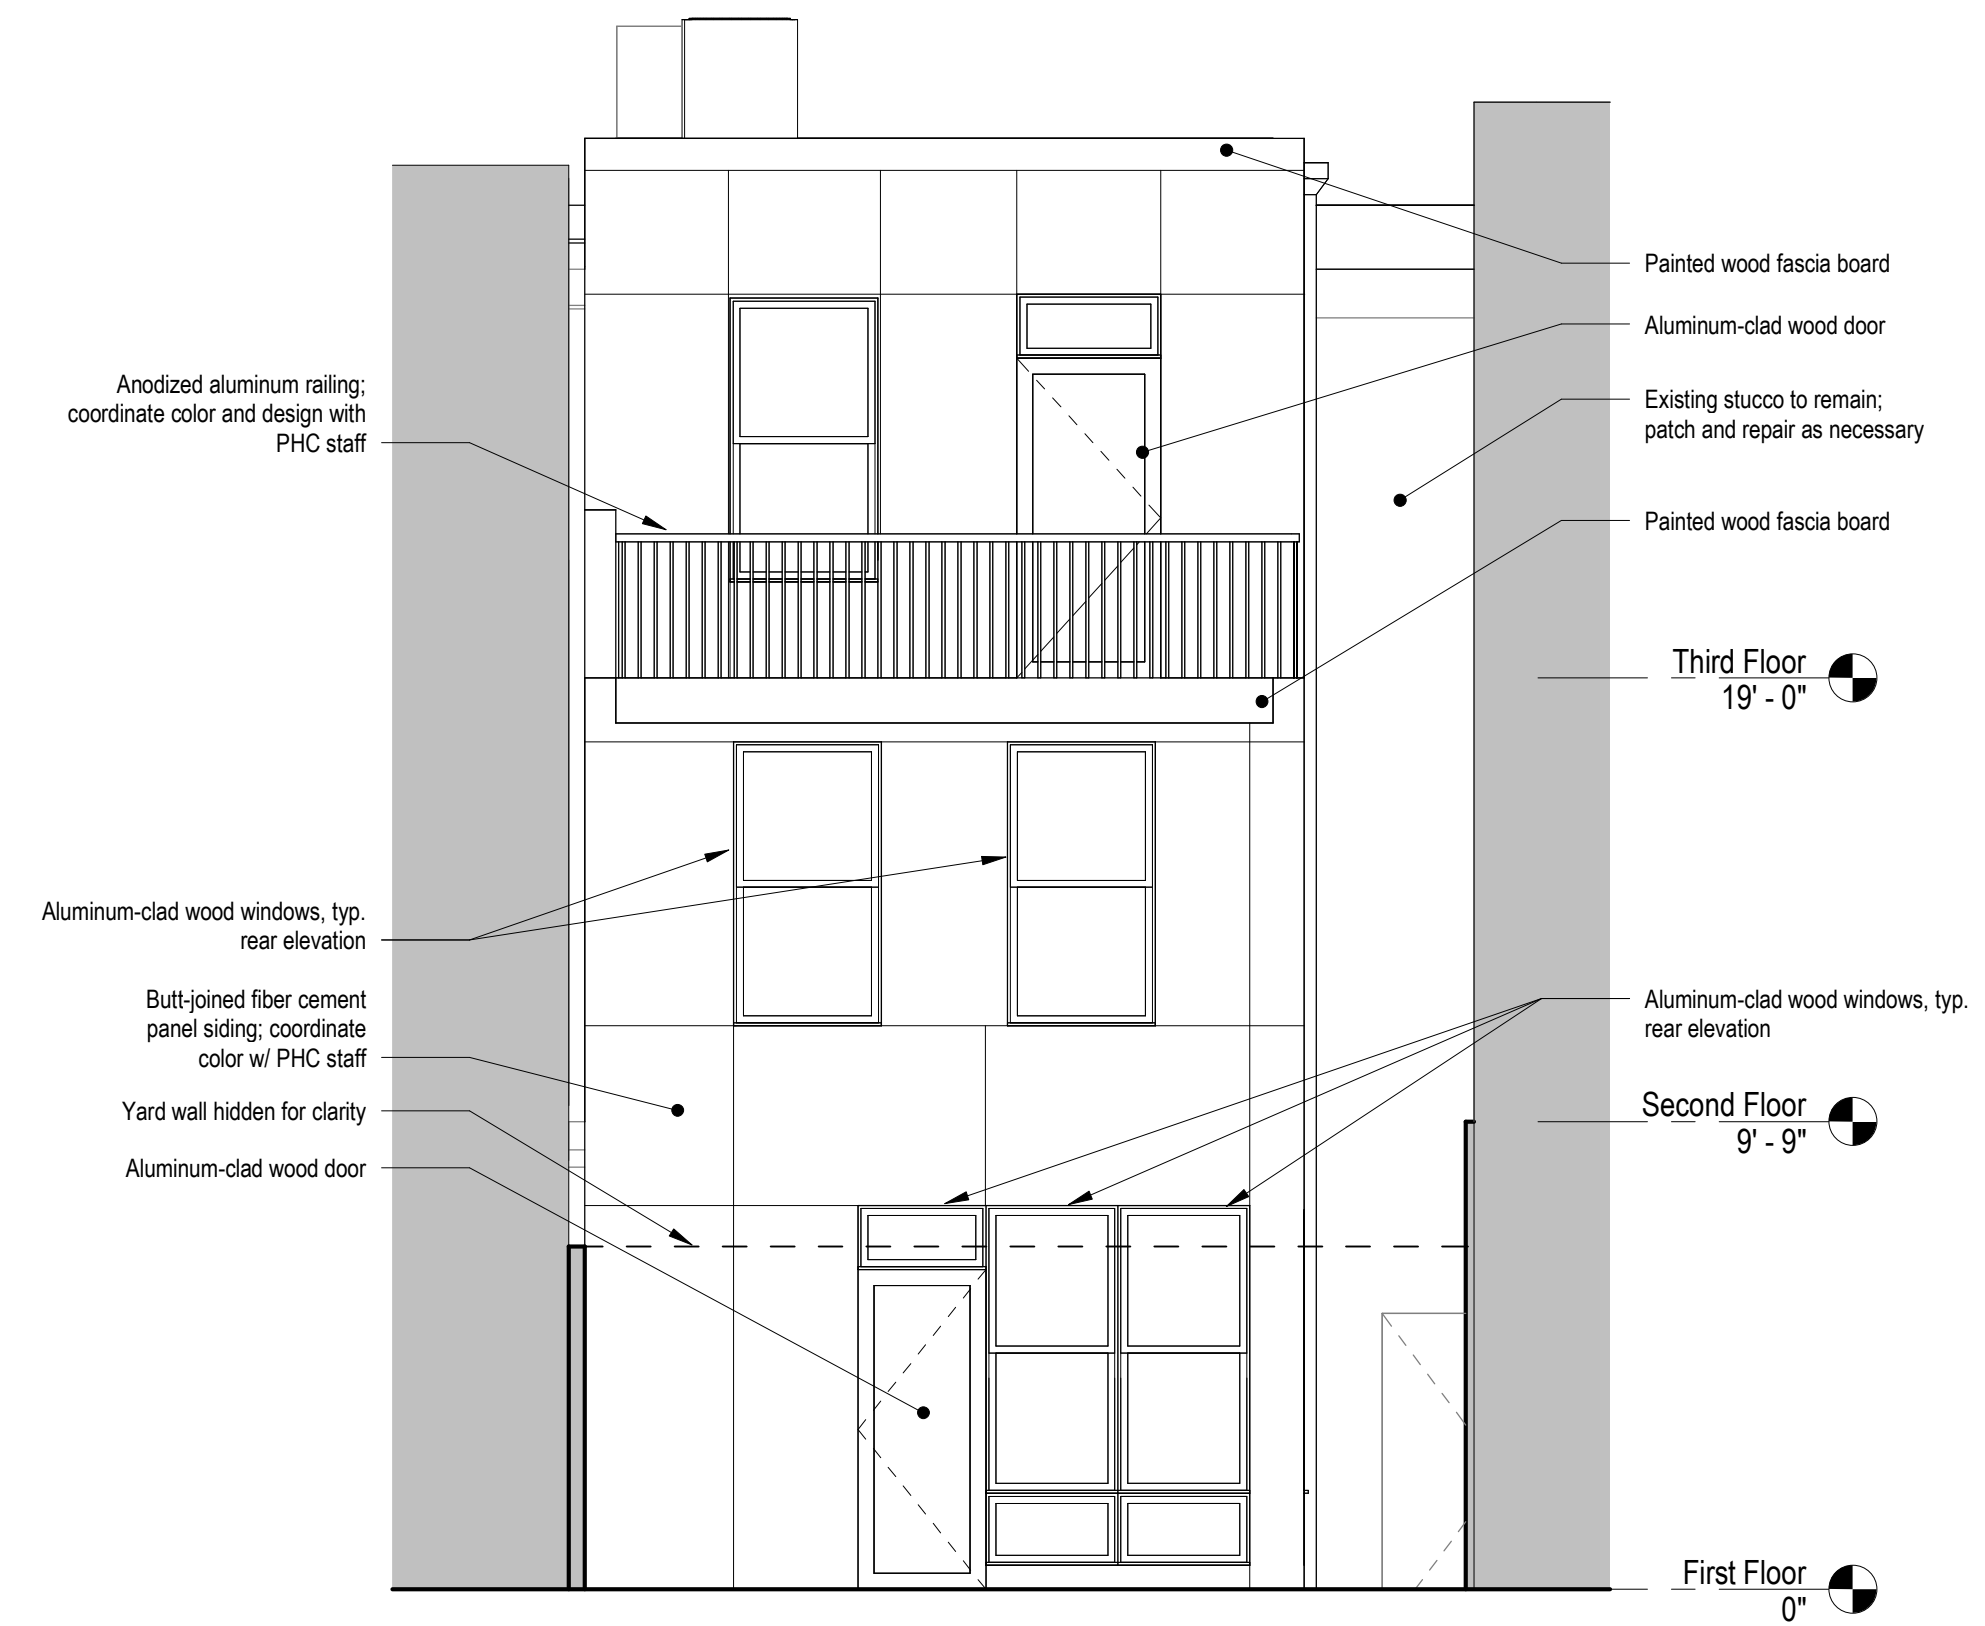 Painted wood fascia board
Aluminum-clad wood door
Anodized aluminum railing;
coordinate color and design with
PHC staff
Existing stucco to remain;
patch and repair as necessary
Painted wood fascia board
Third Floor
19' - 0"
Aluminum-clad wood windows, typ.
rear elevation
Butt-joined fiber cement
panel siding; coordinate
color w/ PHC staff
Aluminum-clad wood windows, typ.
rear elevation
Yard wall hidden for clarity
Second Floor
9' - 9"
Aluminum-clad wood door
First Floor
0"